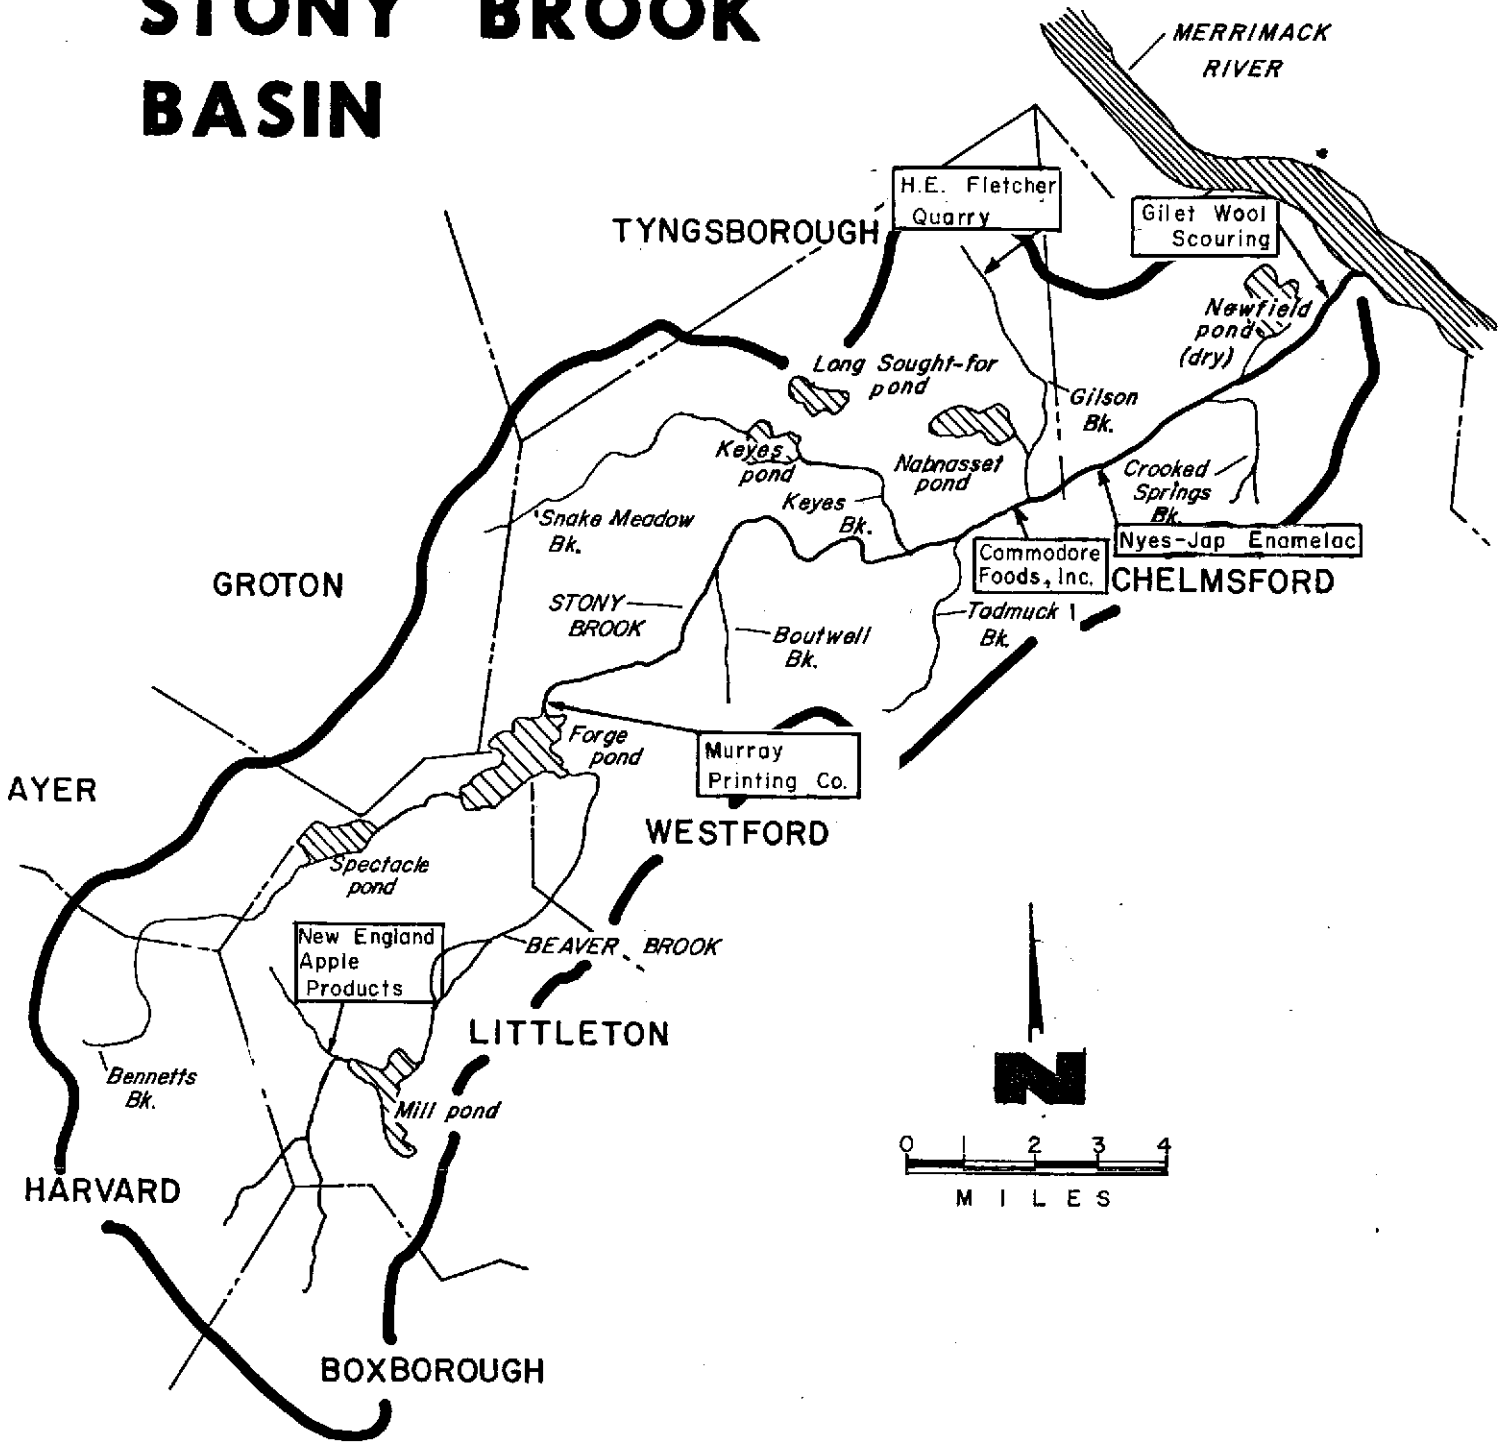 STONY BROOK
BASIN
MERRIMACK
RIVER
H.E. Fletcher
Quarry
Gilet Wool
Scouring
TYNGSBOROUGH
Newfield
pond
(dry)
Long Sought-for
pond
Gilson
Bk.
Keyes
pond
Nabnasset
pond
Crooked
Springs
Bk.
Keyes
Bk.
Snake Meadow
Bk.
Commodore
Foods, Inc.
Nyes-Jap Enamelac
CHELMSFORD
GROTON
STONY
BROOK
Boutwell
Bk.
Tadmuck
Bk.
Forge
pond
Murray
Printing Co.
AYER
WESTFORD
Spectacle
pond
New England
Apple
Products
BEAVER BROOK
LITTLETON
Bennetts
Bk.
Mill pond
HARVARD
BOXBOROUGH
N
0 1 2 3 4
MILES